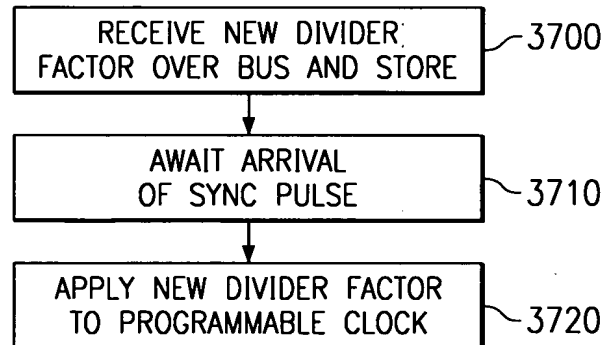 RECEIVE NEW DIVIDER
FACTOR OVER BUS AND STORE
3700
AWAIT ARRIVAL
OF SYNC PULSE
3710
APPLY NEW DIVIDER FACTOR
TO PROGRAMMABLE CLOCK
3720